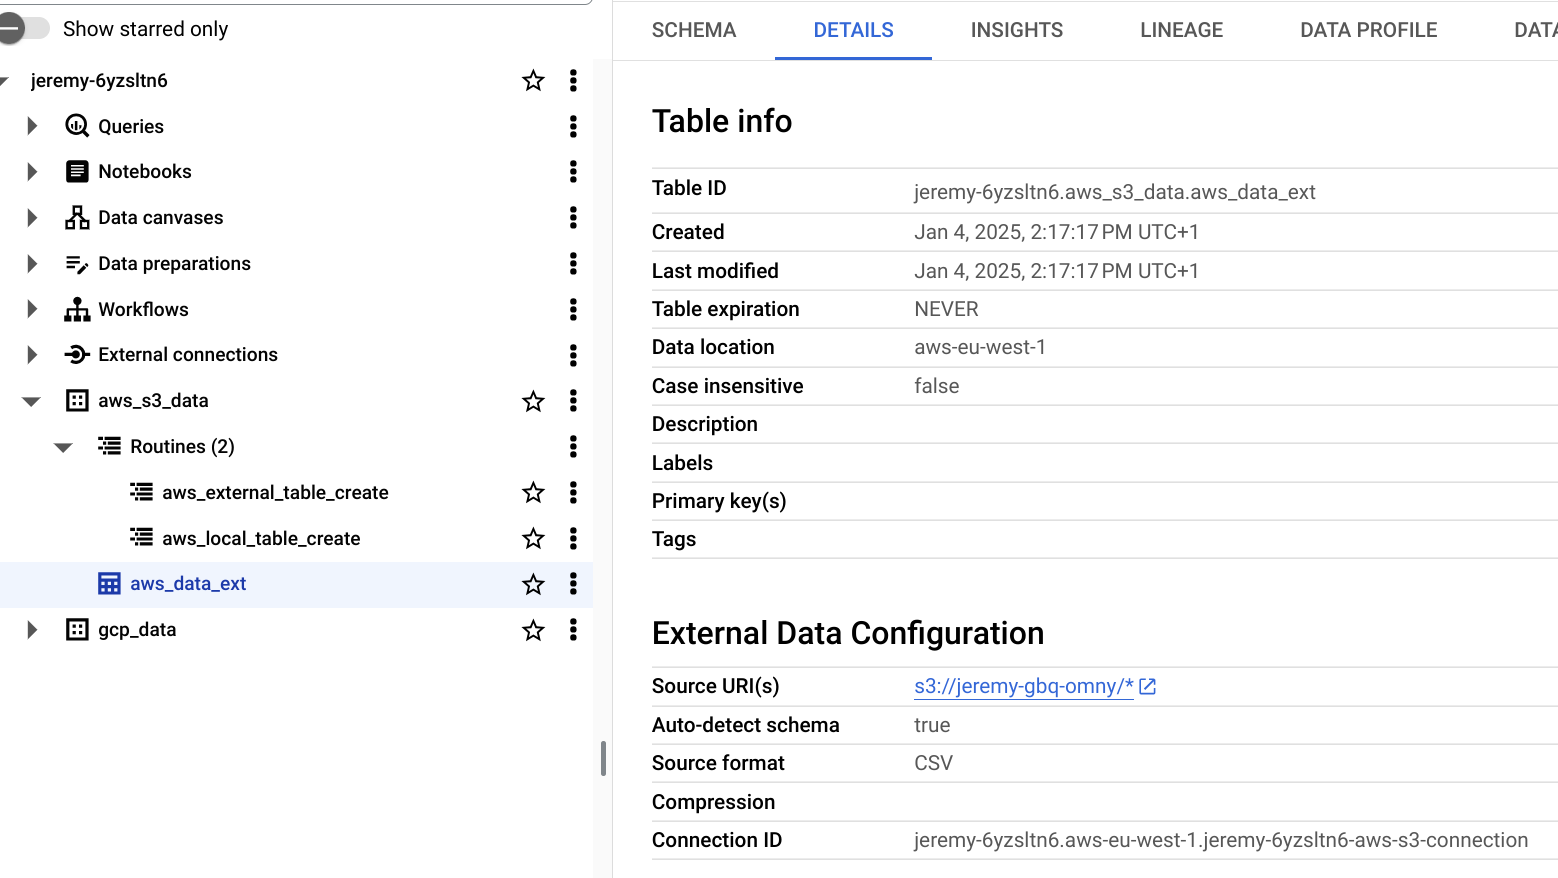 Show starred only
jeremy-6yzsltn6
Queries
Notebooks
Data canvases
Data preparations
Workflows
External connections
aws_s3_data
Routines (2)
aws_external_table_create
aws_local_table_create
aws_data_ext
gcp_data
SCHEMA DETAILS INSIGHTS LINEAGE DATA PROFILE DATA
Table info
Table ID jeremy-6yzsltn6.aws_s3_data.aws_data_ext
Created Jan 4, 2025, 2:17:17 PM UTC+1
Last modified Jan 4, 2025, 2:17:17 PM UTC+1
Table expiration NEVER
Data location aws-eu-west-1
Case insensitive false
Description
Labels
Primary key(s)
Tags
External Data Configuration
Source URI(s) s3://jeremy-gbq-omny/*
Auto-detect schema true
Source format CSV
Compression
Connection ID jeremy-6yzsltn6.aws-eu-west-1.jeremy-6yzsltn6-aws-s3-connection